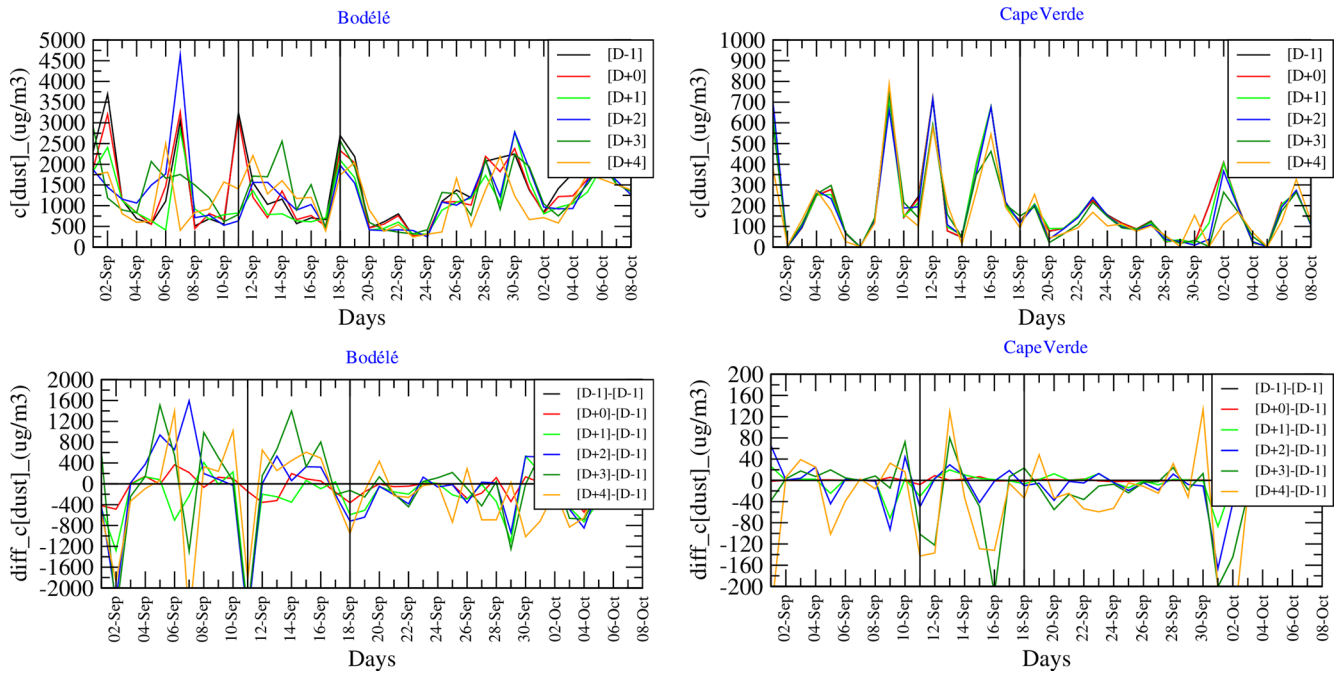 Bodélé
c[dust]_(ug/m3)
5000
4500
4000
3500
3000
2500
2000
1500
1000
500
0
[D-1]
[D+0]
[D+1]
[D+2]
[D+3]
[D+4]
02-Sep
04-Sep
06-Sep
08-Sep
10-Sep
12-Sep
14-Sep
16-Sep
18-Sep
20-Sep
22-Sep
24-Sep
26-Sep
28-Sep
30-Sep
02-Oct
04-Oct
06-Oct
08-Oct
Days
CapeVerde
c[dust]_(ug/m3)
1000
900
800
700
600
500
400
300
200
100
0
[D-1]
[D+0]
[D+1]
[D+2]
[D+3]
[D+4]
02-Sep
04-Sep
06-Sep
08-Sep
10-Sep
12-Sep
14-Sep
16-Sep
18-Sep
20-Sep
22-Sep
24-Sep
26-Sep
28-Sep
30-Sep
02-Oct
04-Oct
06-Oct
08-Oct
Days
Bodélé
diff_c[dust]_(ug/m3)
2000
1600
1200
800
400
0
-400
-800
-1200
-1600
-2000
[D-1]-[D-1]
[D+0]-[D-1]
[D+1]-[D-1]
[D+2]-[D-1]
[D+3]-[D-1]
[D+4]-[D-1]
02-Sep
04-Sep
06-Sep
08-Sep
10-Sep
12-Sep
14-Sep
16-Sep
18-Sep
20-Sep
22-Sep
24-Sep
26-Sep
28-Sep
30-Sep
02-Oct
04-Oct
06-Oct
08-Oct
Days
CapeVerde
diff_c[dust]_(ug/m3)
200
160
120
80
40
0
-40
-80
-120
-160
-200
[D-1]-[D-1]
[D+0]-[D-1]
[D+1]-[D-1]
[D+2]-[D-1]
[D+3]-[D-1]
[D+4]-[D-1]
02-Sep
04-Sep
06-Sep
08-Sep
10-Sep
12-Sep
14-Sep
16-Sep
18-Sep
20-Sep
22-Sep
24-Sep
26-Sep
28-Sep
30-Sep
02-Oct
04-Oct
06-Oct
08-Oct
Days